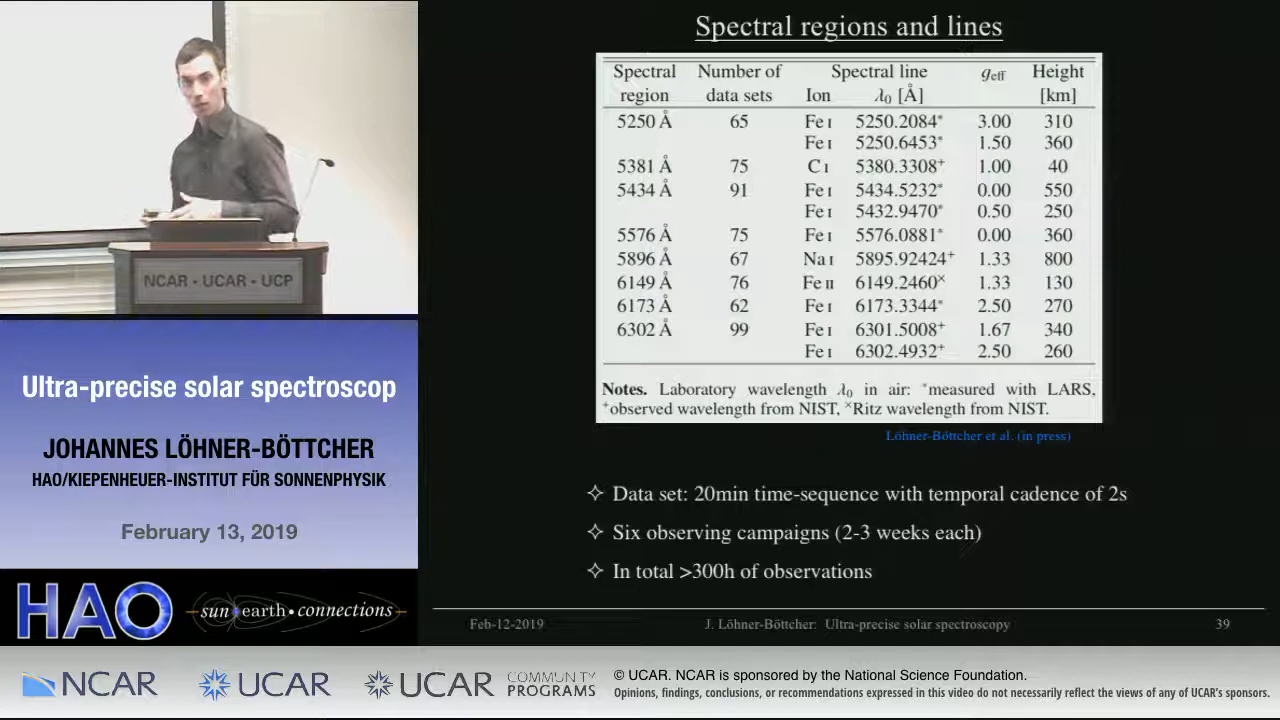 Spectral regions and lines
Spectral Number of Spectral line g_eff Height
region data sets Ion λ0 [Å] [km]
5250 Å 65 Fe I 5250.2084* 3.00 310
Fe I 5250.6453* 1.50 360
5381 Å 75 C I 5380.3308+ 1.00 40
5434 Å 91 Fe I 5434.5232* 0.00 550
Fe I 5432.9470* 0.50 250
5576 Å 75 Fe I 5576.0881* 0.00 360
5896 Å 67 Na I 5895.92424+ 1.33 800
6149 Å 76 Fe II 6149.2460× 1.33 130
6173 Å 62 Fe I 6173.3344* 2.50 270
6302 Å 99 Fe I 6301.5008+ 1.67 340
Fe I 6302.4932+ 2.50 260
Notes. Laboratory wavelength λ0 in air: *measured with LARS,
+observed wavelength from NIST, ×Ritz wavelength from NIST.
Löhner-Böttcher et al. (in press)
✧ Data set: 20min time-sequence with temporal cadence of 2s
✧ Six observing campaigns (2-3 weeks each)
✧ In total >300h of observations
Feb-12-2019 J. Löhner-Böttcher: Ultra-precise solar spectroscopy 39
NCAR • UCAR • UCP
Ultra-precise solar spectroscop
JOHANNES LÖHNER-BÖTTCHER
HAO/KIEPENHEUER-INSTITUT FÜR SONNENPHYSIK
February 13, 2019
HAO sun•earth•connections
NCAR UCAR UCAR COMMUNITY PROGRAMS
© UCAR. NCAR is sponsored by the National Science Foundation.
Opinions, findings, conclusions, or recommendations expressed in this video do not necessarily reflect the views of any of UCAR's sponsors.